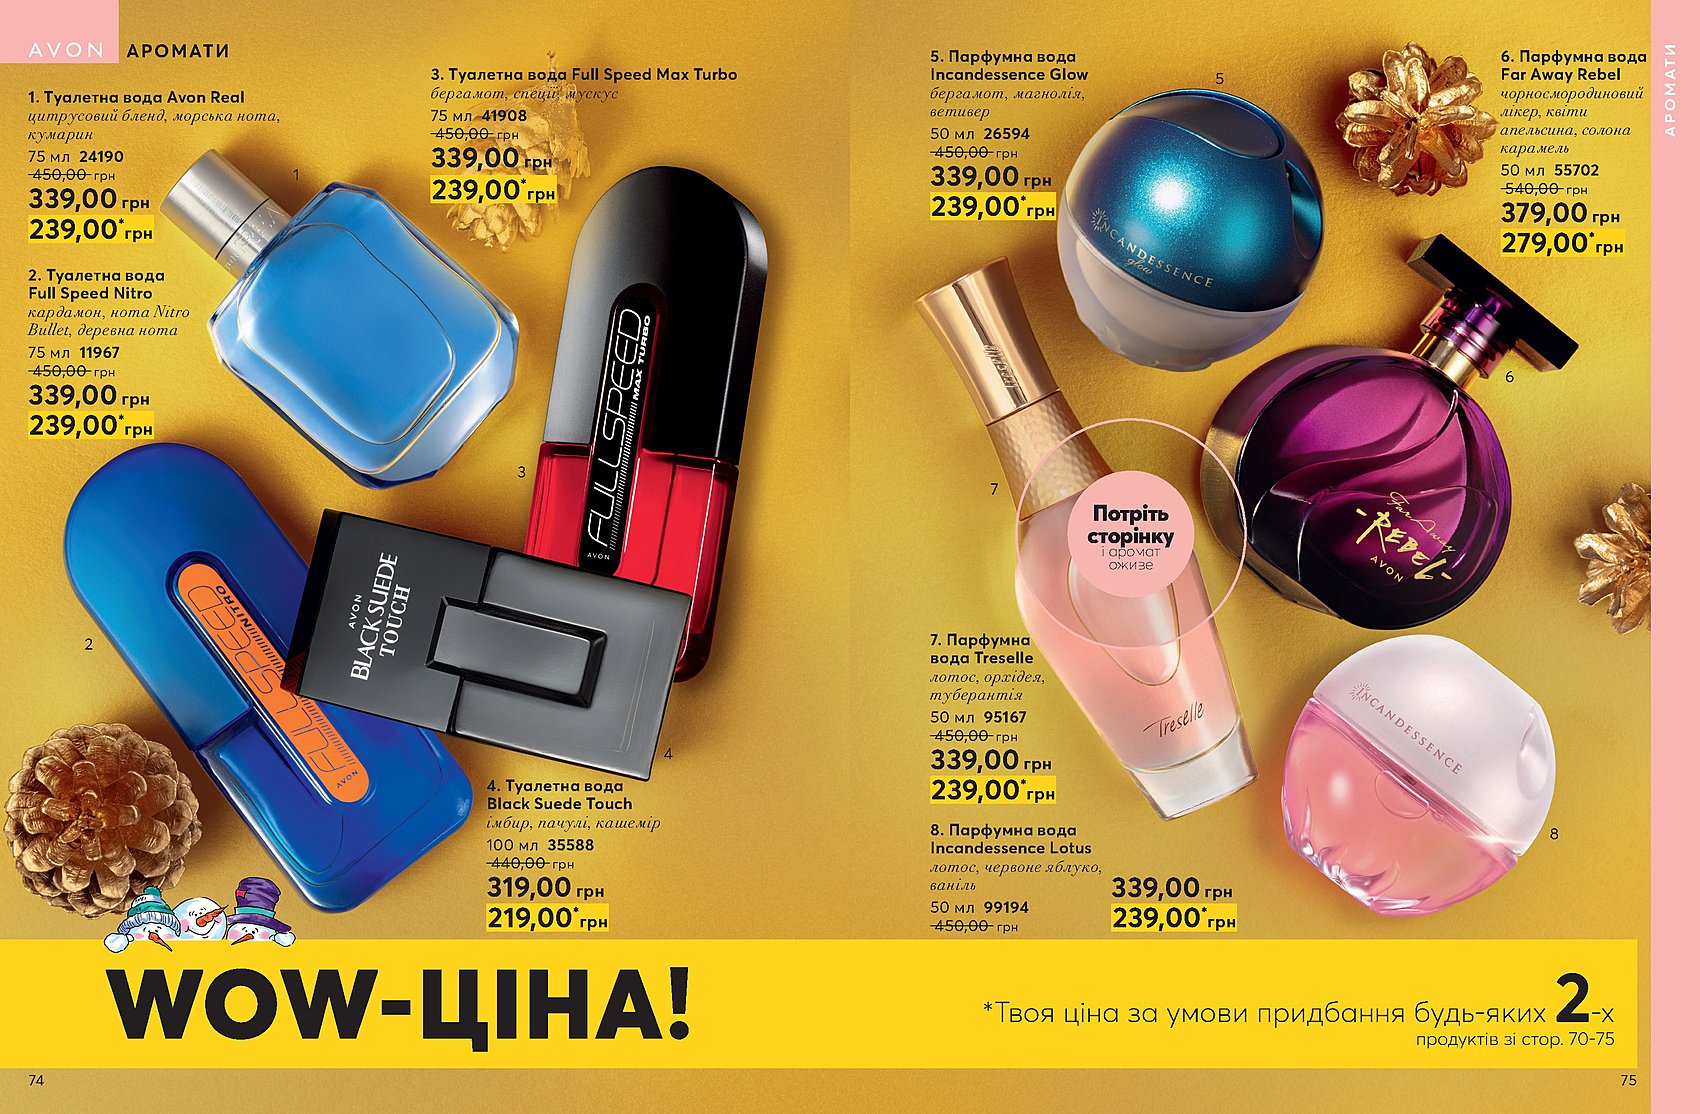 AVON АРОМАТИ
1. Туалетна вода Avon Real
цитрусовий бленд, морська нота,
кумарин
75 мл 24190
450,00 грн
339,00 грн
239,00* грн
2. Туалетна вода
Full Speed Nitro
кардамон, нота Nitro
Bullet, деревна нота
75 мл 11967
450,00 грн
339,00 грн
239,00* грн
3. Туалетна вода Full Speed Max Turbo
бергамот, спеції, мускус
75 мл 41908
450,00 грн
339,00 грн
239,00* грн
1
2
3
4
FULL SPEED
MAX TURBO
AVON
AVON
BLACK SUEDE
TOUCH
FULL SPEED
NITRO
AVON
4. Туалетна вода
Black Suede Touch
імбир, пачулі, кашемір
100 мл 35588
440,00 грн
319,00 грн
219,00* грн
5. Парфумна вода
Incandessence Glow
бергамот, магнолія,
ветивер
50 мл 26594
450,00 грн
339,00 грн
239,00* грн
5
INCANDESSENCE
glow
6. Парфумна вода
Far Away Rebel
чорносмородиновий
лікер, квіти
апельсина, солона
карамель
50 мл 55702
540,00 грн
379,00 грн
279,00* грн
6
Far Away
REBEL
AVON
АРОМАТИ
7
Потріть
сторінку
і аромат
оживе
7. Парфумна
вода Treselle
лотос, орхідея,
туберантія
50 мл 95167
450,00 грн
339,00 грн
239,00* грн
Treselle
8. Парфумна вода
Incandessence Lotus
лотос, червоне яблуко,
ваніль
50 мл 99194
450,00 грн
339,00 грн
239,00* грн
INCANDESSENCE
8
WOW-ЦІНА!
*Твоя ціна за умови придбання будь-яких 2-х
продуктів зі стор. 70-75
74
75